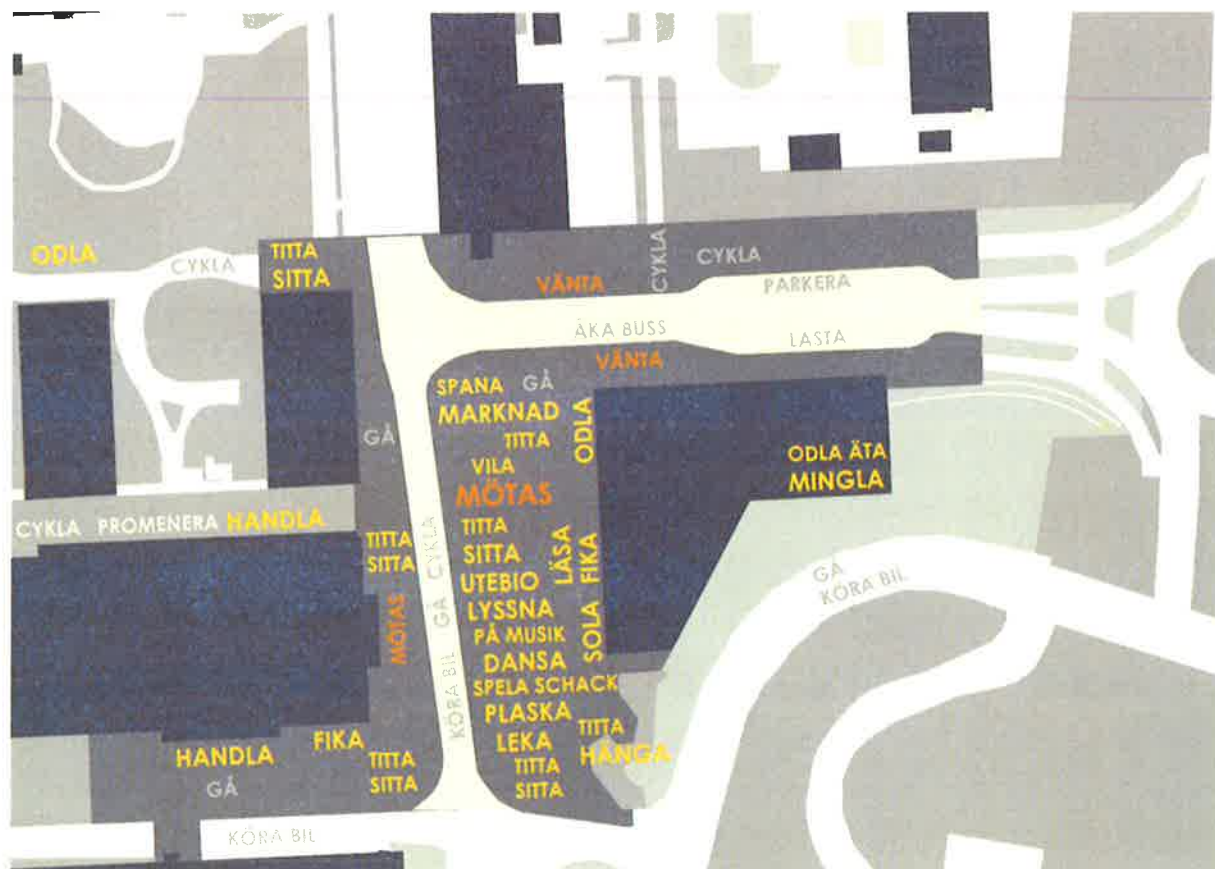 ODLA
CYKLA
TITTA
SITTA
VÄNTA
CYKLA
CYKLA
PARKERA
ÅKA BUSS
LASTA
VÄNTA
SPANA GÅ
MARKNAD
TITTA
ODLA
GÅ
VILA
MÖTAS
ODLA ÄTA
MINGLA
CYKLA PROMENERA HANDLA
TITTA
SITTA
MÖTAS
KÖRA BIL GÅ CYKLA
TITTA
SITTA
UTEBIO
LÄSA
FIKA
LYSSNA
PÅ MUSIK
SOLA
DANSA
SPELA SCHACK
PLASKA
LEKA
TITTA
HÄNGA
TITTA
SITTA
GÅ
KÖRA BIL
HANDLA
FIKA
TITTA
SITTA
GÅ
KÖRA BIL